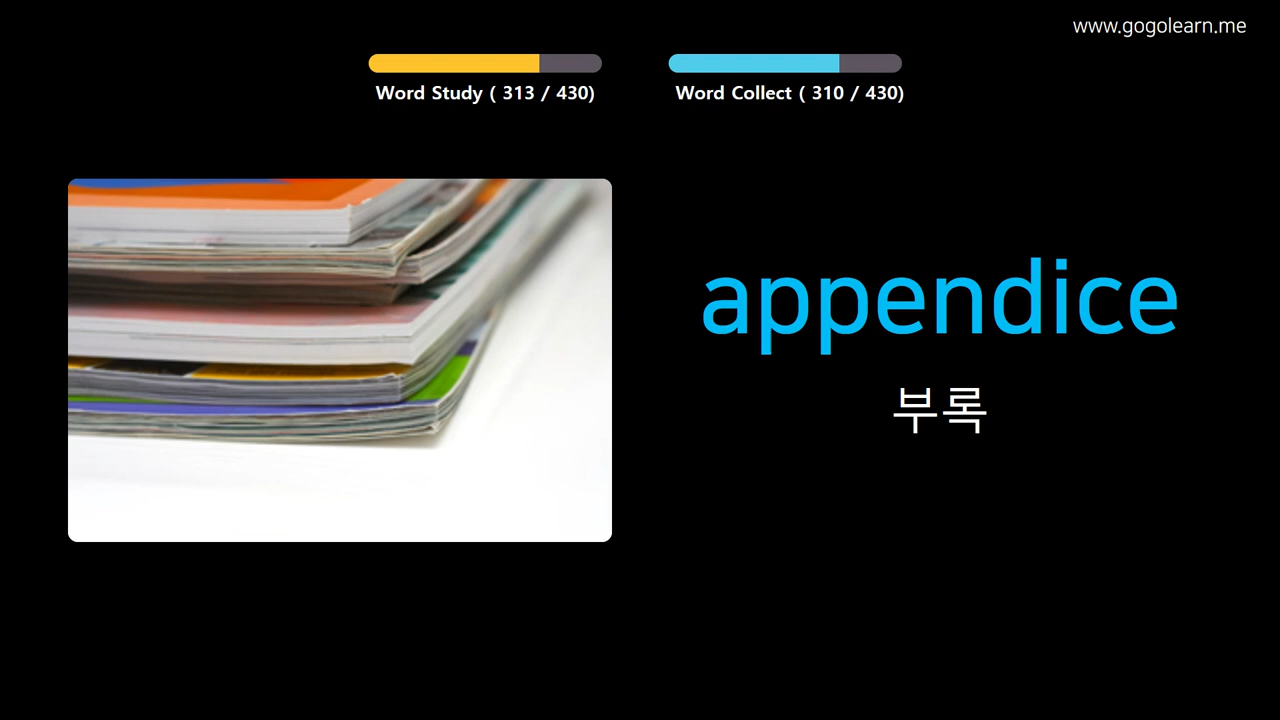 www.gogolearn.me
Word Study ( 313 / 430)
Word Collect ( 310 / 430)
appendice
부록